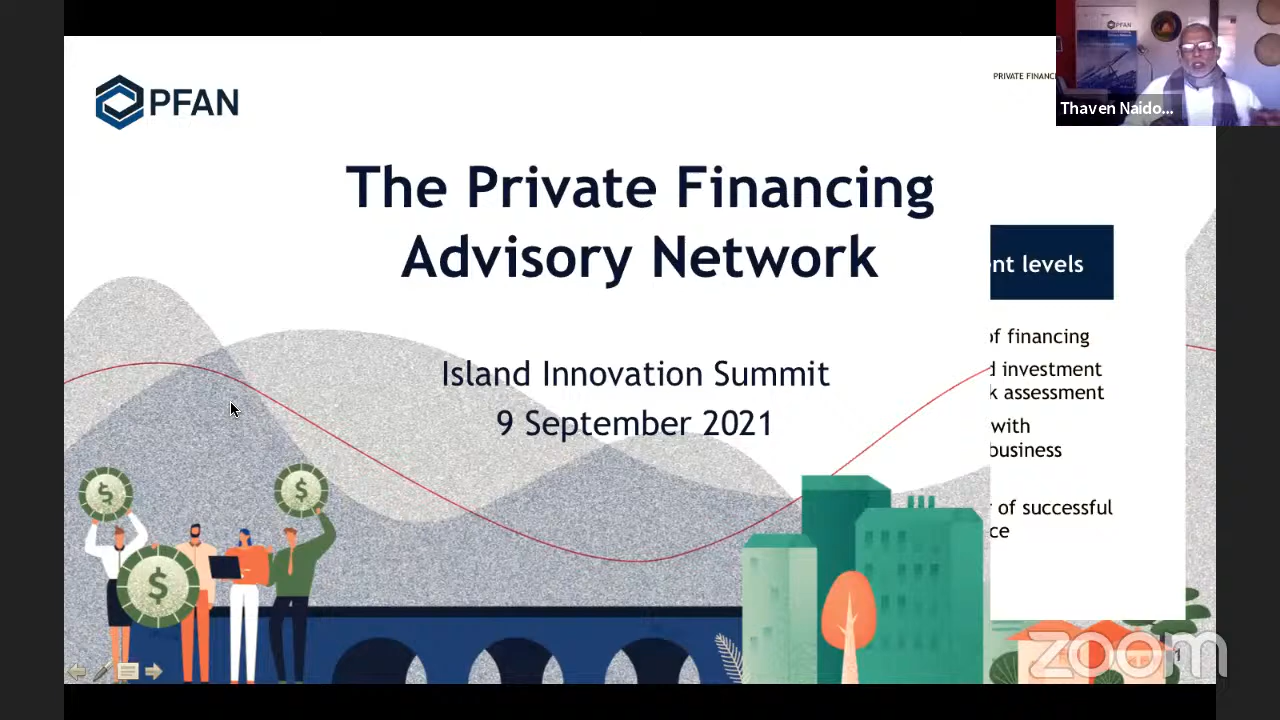 PFAN
PRIVATE FINANC
Thaven Naido...
The Private Financing
Advisory Network
Island Innovation Summit
9 September 2021
nt levels
of financing
d investment
k assessment
with
business
r of successful
ce
$
$
$
zoom
1